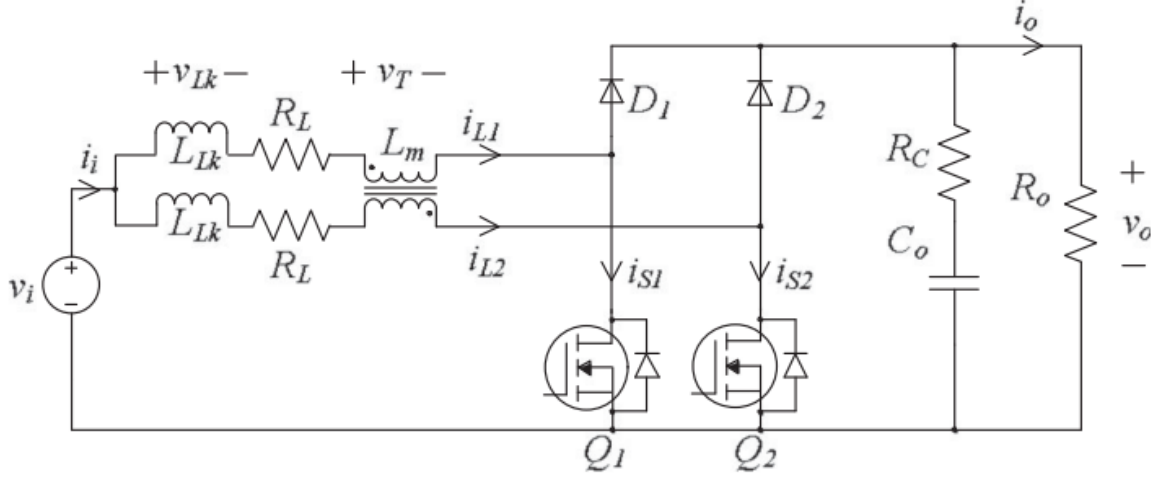 i_o
+ v_Lk −
+ v_T −
R_L
L_m
i_L1
D_1
D_2
i_i
L_Lk
R_C
L_Lk
R_o
+
v_o
−
R_L
i_L2
C_o
i_S1
i_S2
v_i
+
−
Q_1
Q_2